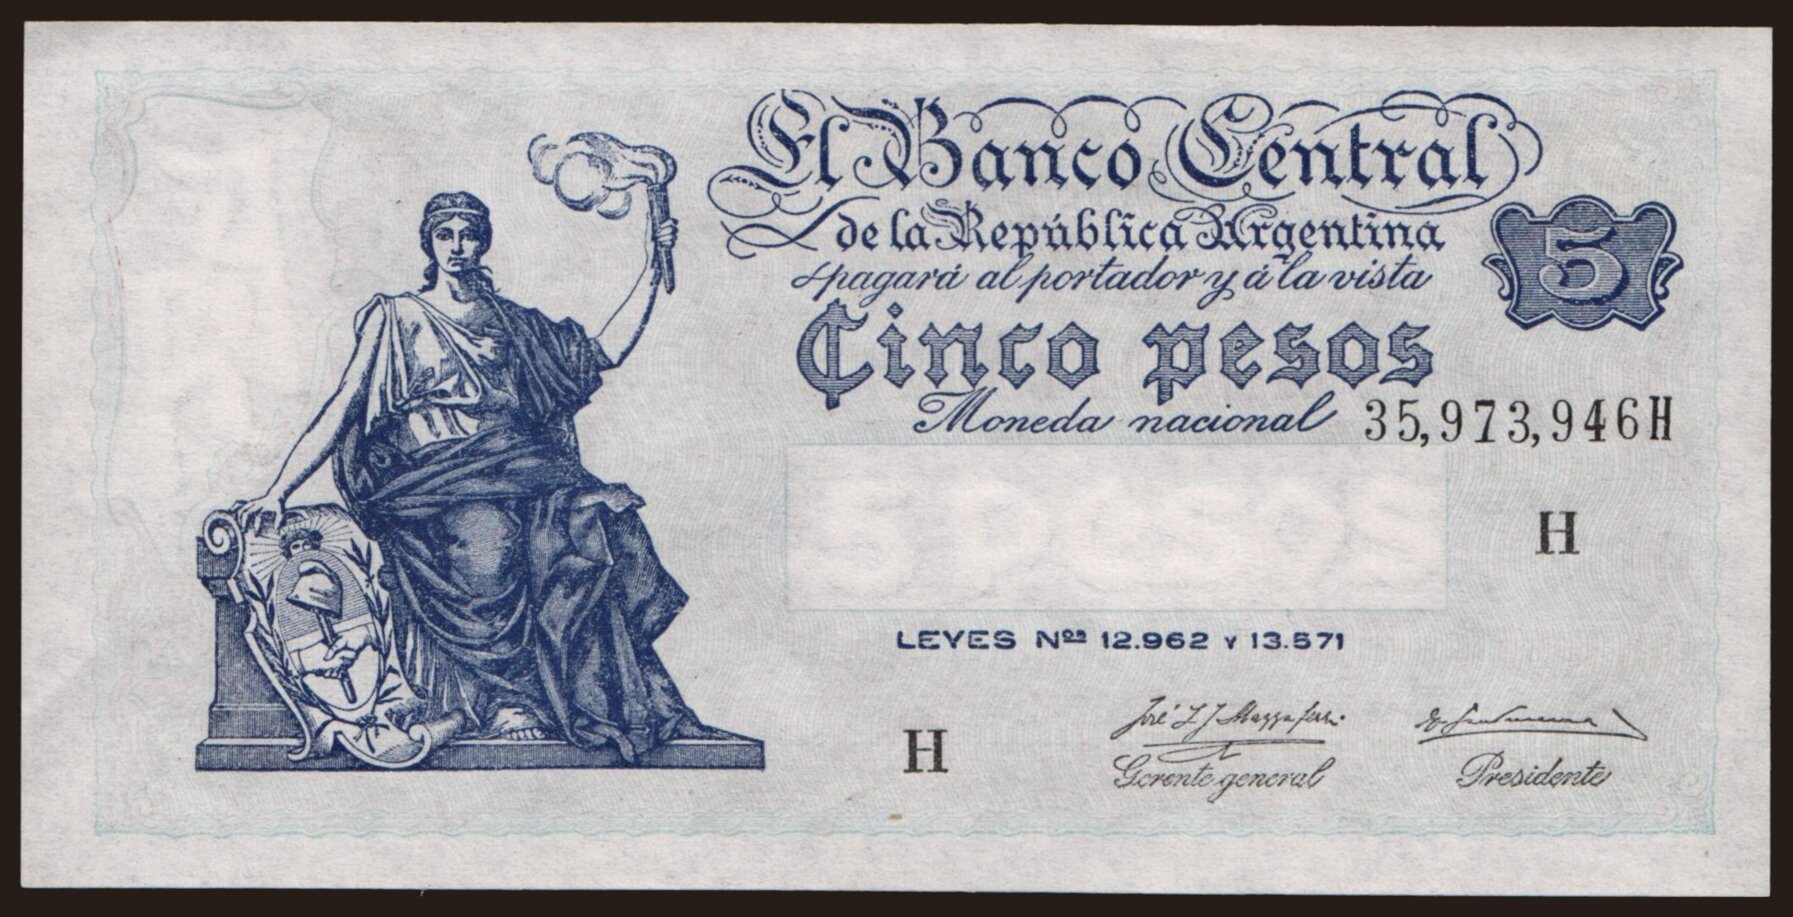 El Banco Central
de la República Argentina
pagará al portador y á la vista
5
Cinco pesos
Moneda nacional 35,973,946H
H
LEYES Nos 12.962 Y 13.571
H
Gerente general
Presidente